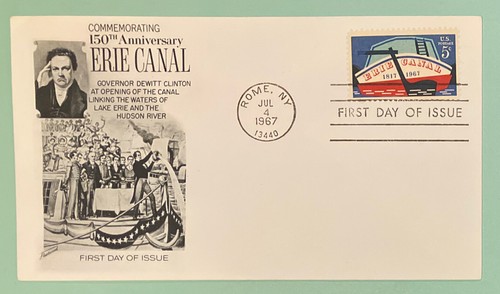 COMMEMORATING
150TH Anniversary
ERIE CANAL
GOVERNOR DEWITT CLINTON
AT OPENING OF THE CANAL
LINKING THE WATERS OF
LAKE ERIE AND THE
HUDSON RIVER
FIRST DAY OF ISSUE
ROME, NY
JUL
4
1967
13440
U.S.
POSTAGE
5¢
ERIE CANAL
1817 1967
FIRST DAY OF ISSUE